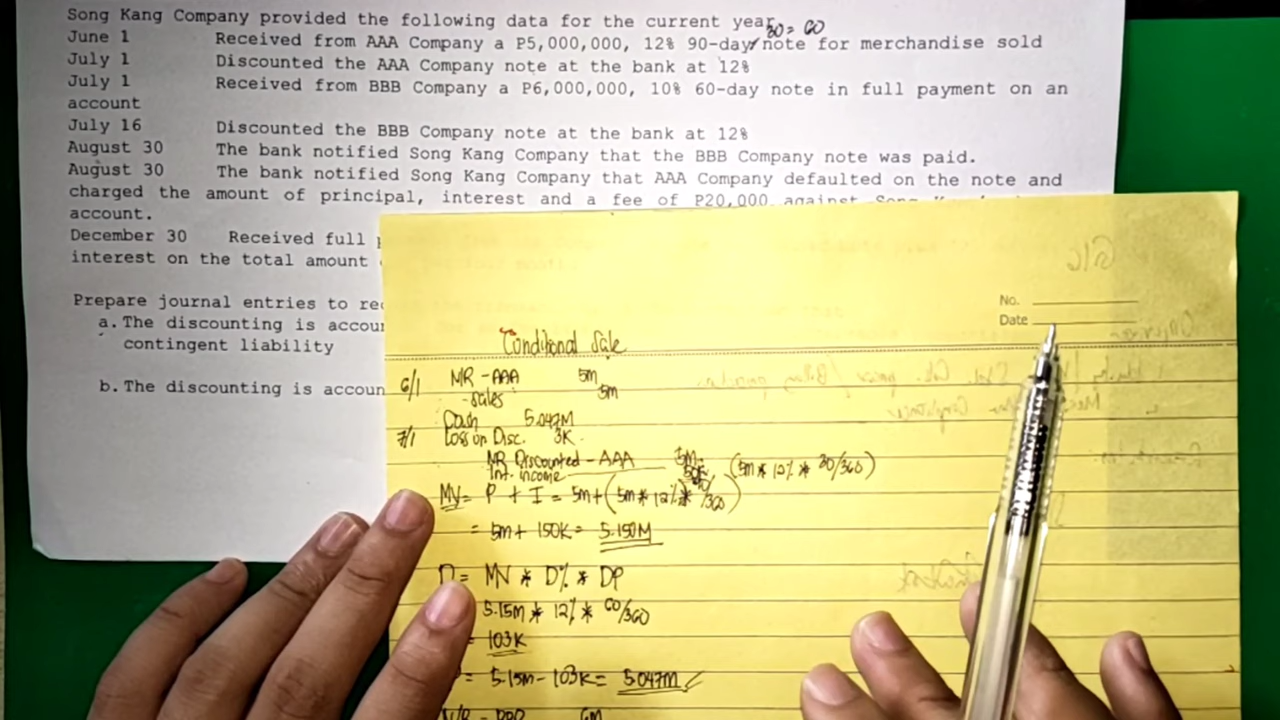 Song Kang Company provided the following data for the current year
30 = 60
June 1 Received from AAA Company a P5,000,000, 12% 90-day note for merchandise sold
July 1 Discounted the AAA Company note at the bank at 12%
July 1 Received from BBB Company a P6,000,000, 10% 60-day note in full payment on an
account
July 16 Discounted the BBB Company note at the bank at 12%
August 30 The bank notified Song Kang Company that the BBB Company note was paid.
August 30 The bank notified Song Kang Company that AAA Company defaulted on the note and
charged the amount of principal, interest and a fee of P20,000 against Song
account.
December 30 Received full
interest on the total amount
Prepare journal entries to
a. The discounting is
contingent liability
b. The discounting is
No.
Date
Conditional Sale
6/1 MR - AAA 5m
- Sales 5m
Cash 5.047M
7/1 Loss on Disc. 3K
NR Discounted - AAA 5m
Int. income 50K (5m * 12% * 30/360)
MV = P + I = 5m + (5m * 12% * 90/360)
= 5m + 150K = 5.150M
D = MV * D% * DP
5.15m * 12% * 60/360
= 103K
= 5.15m - 103K = 5.047M
N/R - BBB 6m